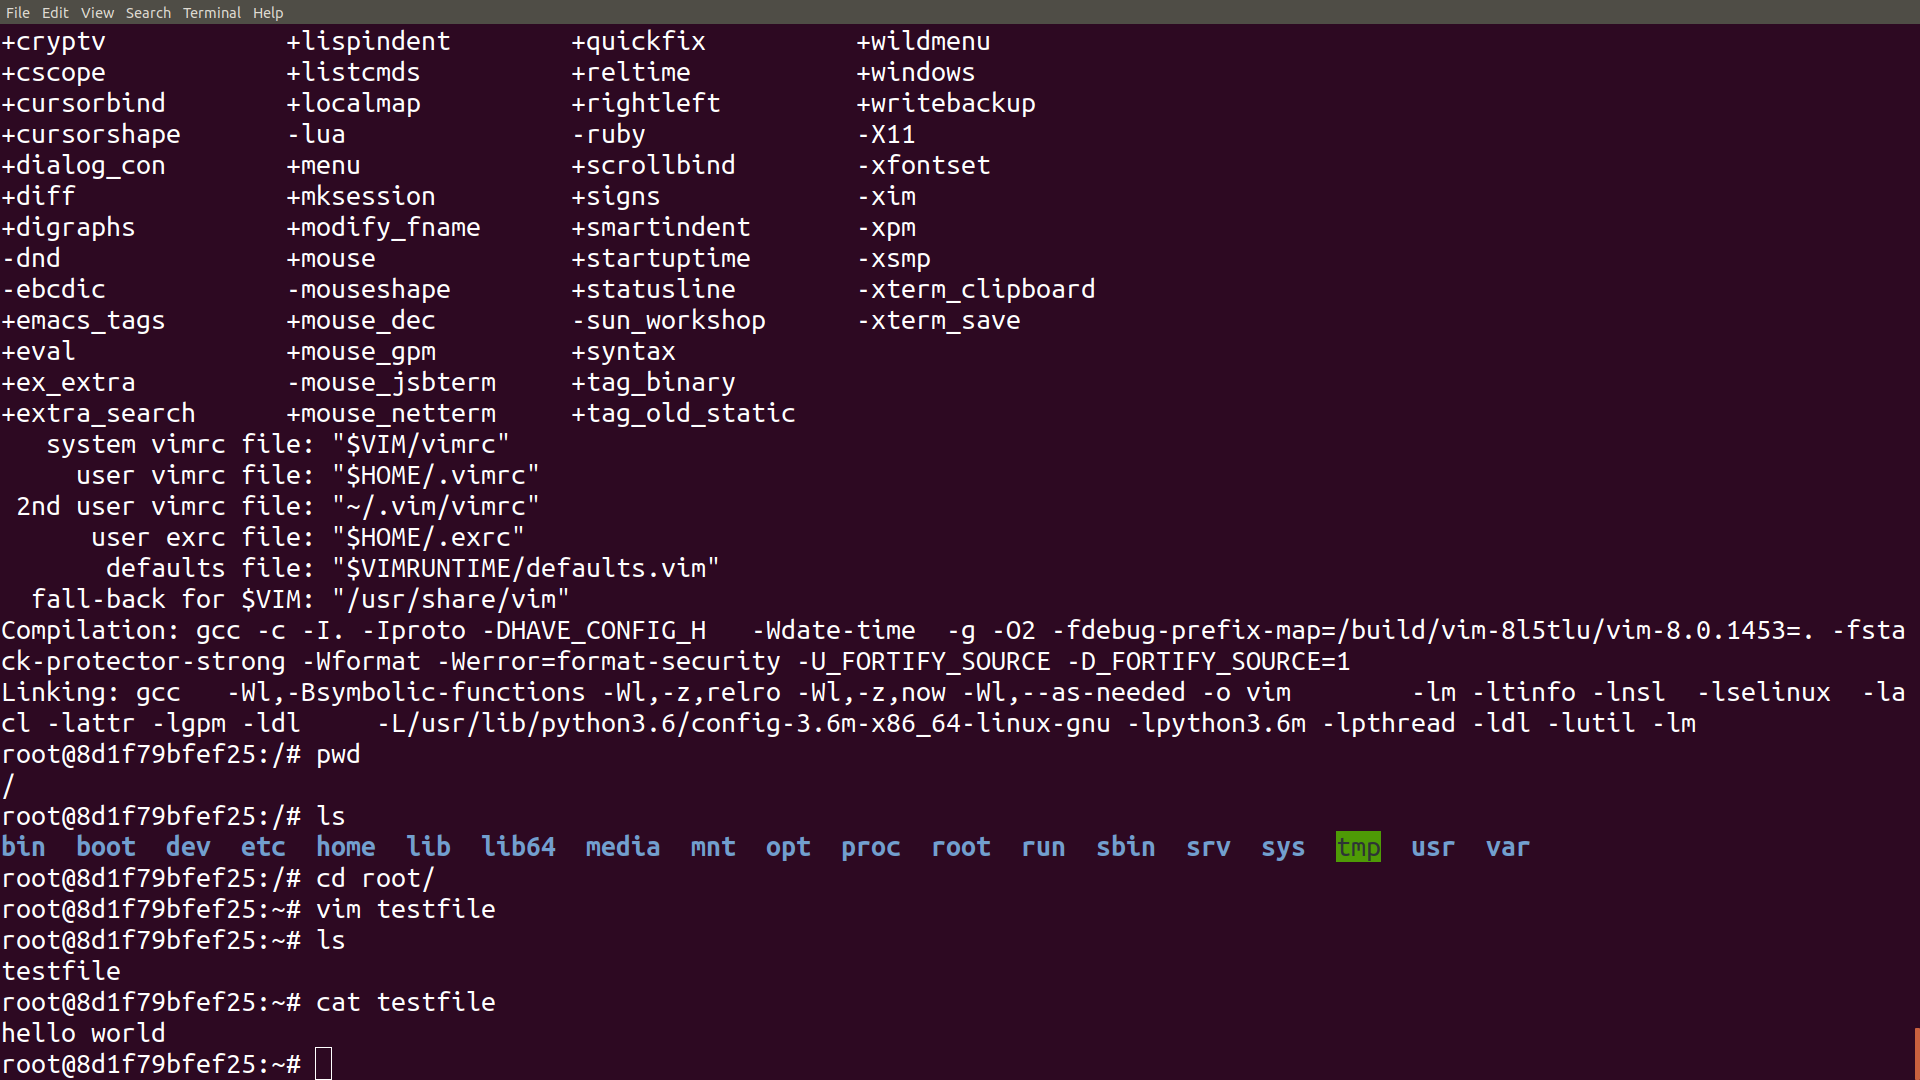 File Edit View Search Terminal Help
+cryptv            +lispindent        +quickfix          +wildmenu
+cscope            +listcmds          +reltime           +windows
+cursorbind        +localmap          +rightleft         +writebackup
+cursorshape       -lua               -ruby              -X11
+dialog_con        +menu              +scrollbind        -xfontset
+diff              +mksession         +signs             -xim
+digraphs          +modify_fname      +smartindent       -xpm
-dnd               +mouse             +startuptime       -xsmp
-ebcdic            -mouseshape        +statusline        -xterm_clipboard
+emacs_tags        +mouse_dec         -sun_workshop      -xterm_save
+eval              +mouse_gpm         +syntax
+ex_extra          -mouse_jsbterm     +tag_binary
+extra_search      +mouse_netterm     +tag_old_static
   system vimrc file: "$VIM/vimrc"
     user vimrc file: "$HOME/.vimrc"
 2nd user vimrc file: "~/.vim/vimrc"
      user exrc file: "$HOME/.exrc"
       defaults file: "$VIMRUNTIME/defaults.vim"
  fall-back for $VIM: "/usr/share/vim"
Compilation: gcc -c -I. -Iproto -DHAVE_CONFIG_H   -Wdate-time  -g -O2 -fdebug-prefix-map=/build/vim-8l5tlu/vim-8.0.1453=. -fsta
ck-protector-strong -Wformat -Werror=format-security -U_FORTIFY_SOURCE -D_FORTIFY_SOURCE=1
Linking: gcc   -Wl,-Bsymbolic-functions -Wl,-z,relro -Wl,-z,now -Wl,--as-needed -o vim        -lm -ltinfo -lnsl  -lselinux  -la
cl -lattr -lgpm -ldl     -L/usr/lib/python3.6/config-3.6m-x86_64-linux-gnu -lpython3.6m -lpthread -ldl -lutil -lm
root@8d1f79bfef25:/# pwd
/
root@8d1f79bfef25:/# ls
bin  boot  dev  etc  home  lib  lib64  media  mnt  opt  proc  root  run  sbin  srv  sys  tmp  usr  var
root@8d1f79bfef25:/# cd root/
root@8d1f79bfef25:~# vim testfile
root@8d1f79bfef25:~# ls
testfile
root@8d1f79bfef25:~# cat testfile
hello world
root@8d1f79bfef25:~#